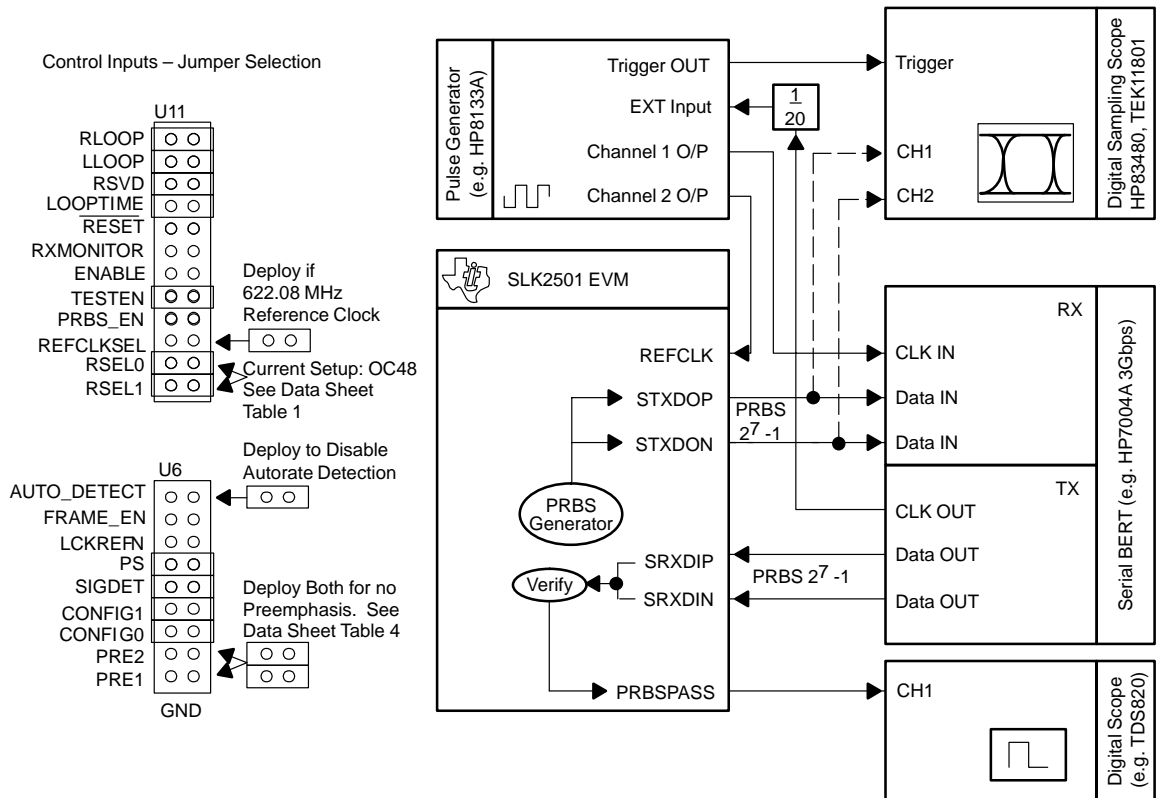 Control Inputs – Jumper Selection
U11
RLOOP
LLOOP
RSVD
LOOPTIME
RESET
RXMONITOR
ENABLE
TESTEN
PRBS_EN
REFCLKSEL
RSEL0
RSEL1
Deploy if
622.08 MHz
Reference Clock
Current Setup: OC48
See Data Sheet
Table 1
U6
AUTO_DETECT
FRAME_EN
LCKREFN
PS
SIGDET
CONFIG1
CONFIG0
PRE2
PRE1
GND
Deploy to Disable
Autorate Detection
Deploy Both for no
Preemphasis. See
Data Sheet Table 4
Pulse Generator
(e.g. HP8133A)
Trigger OUT
EXT Input
Channel 1 O/P
Channel 2 O/P
1
20
Trigger
CH1
CH2
Digital Sampling Scope
HP83480, TEK11801
SLK2501 EVM
REFCLK
STXDOP
STXDON
PRBS
2^7 -1
PRBS
Generator
SRXDIP
SRXDIN
Verify
PRBS 2^7 -1
PRBSPASS
RX
CLK IN
Data IN
Data IN
TX
CLK OUT
Data OUT
Data OUT
Serial BERT (e.g. HP7004A 3Gbps)
CH1
Digital Scope
(e.g. TDS820)